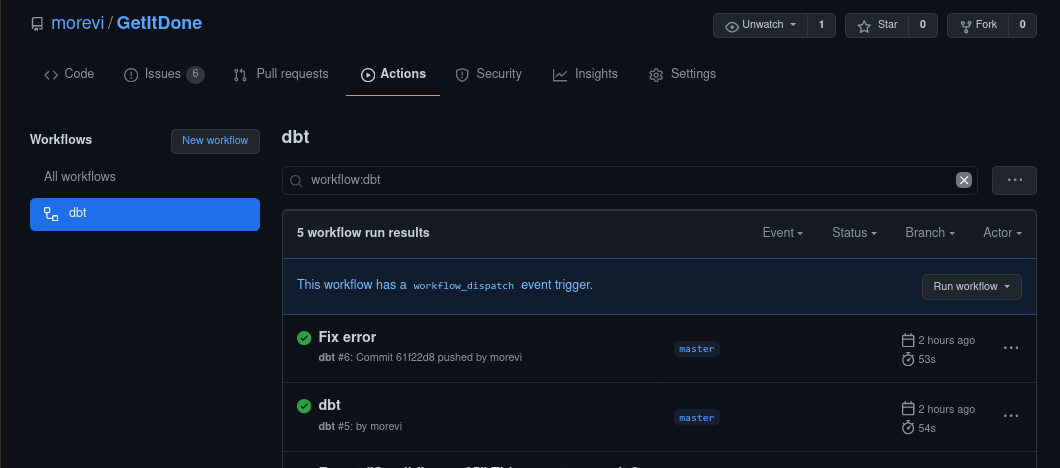 morevi / GetItDone
Unwatch 1 Star 0 Fork 0
Code Issues 6 Pull requests Actions Security Insights Settings
Workflows New workflow
All workflows
dbt
dbt
workflow:dbt
5 workflow run results Event Status Branch Actor
This workflow has a workflow_dispatch event trigger. Run workflow
Fix error
dbt #6: Commit 61f22d8 pushed by morevi
master
2 hours ago
53s
dbt
dbt #5: by morevi
master
2 hours ago
54s